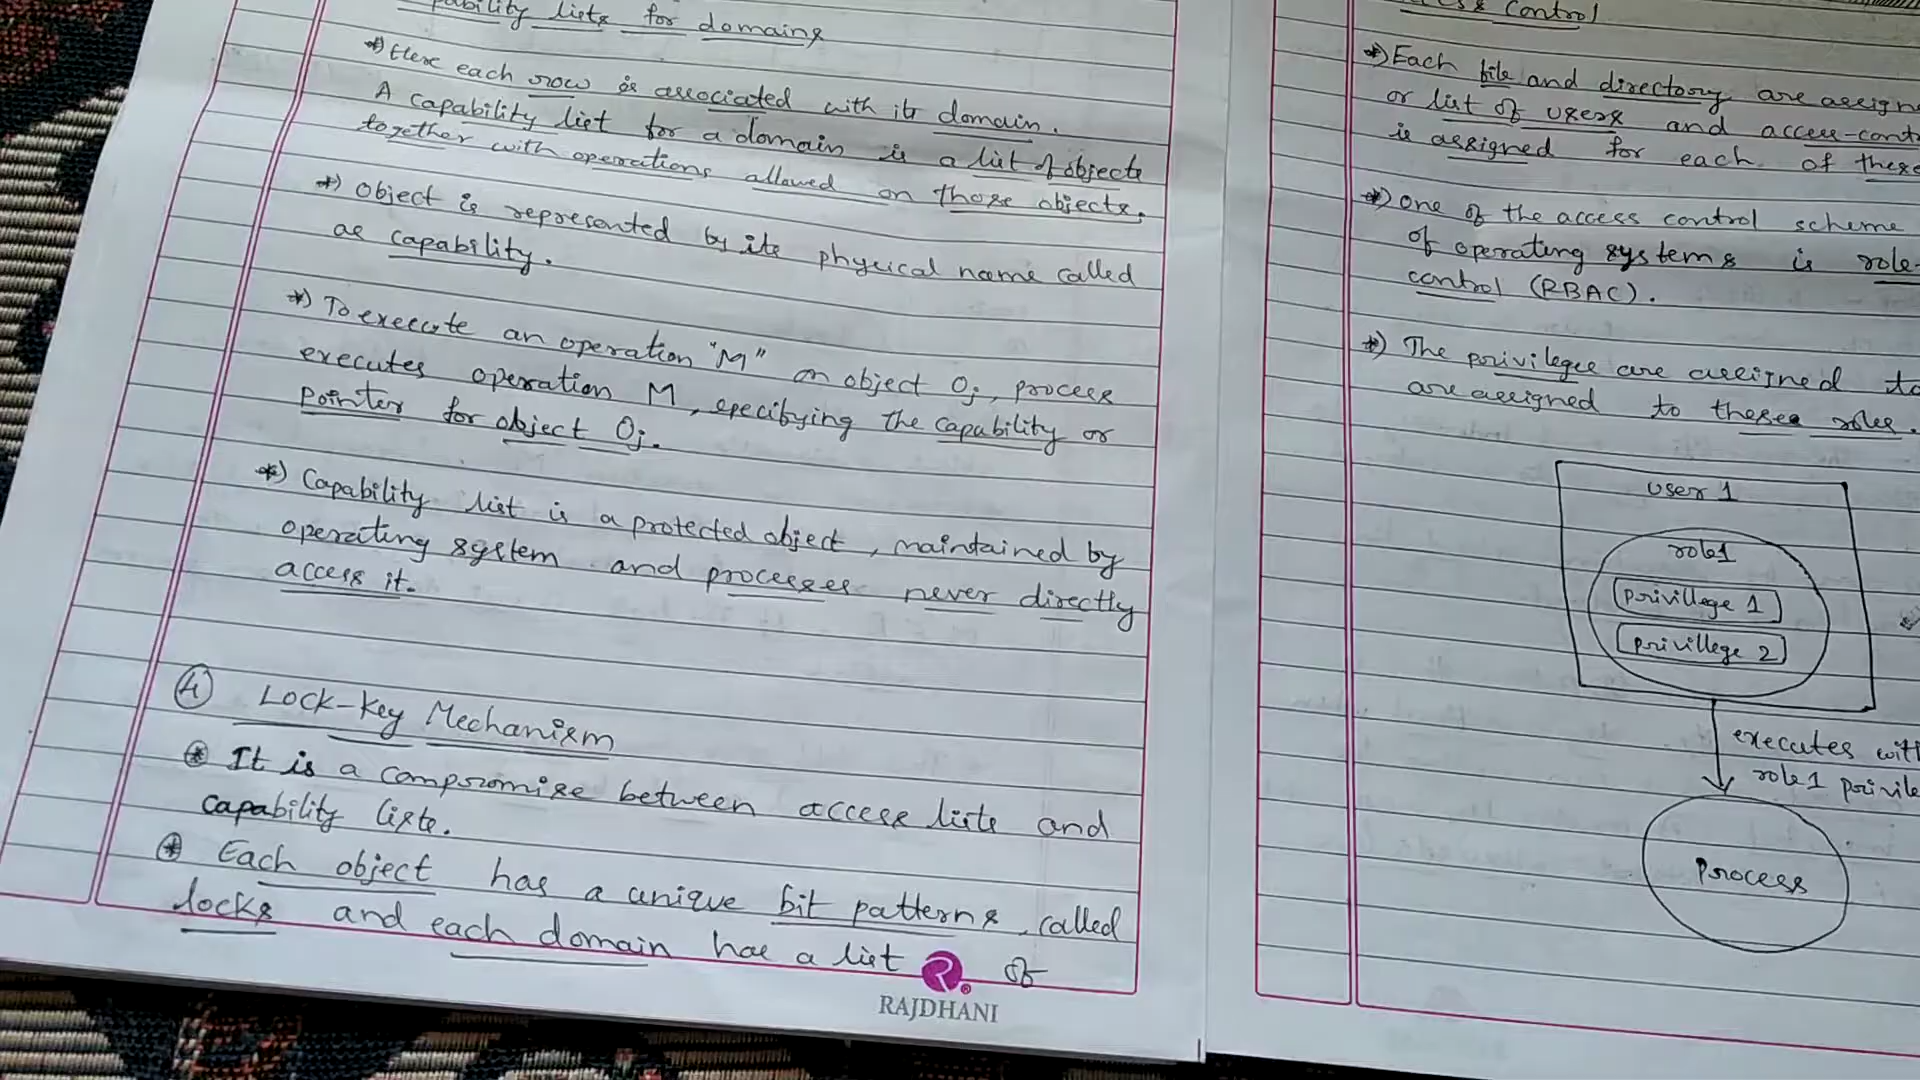 lists for domains
*) Here each row is associated with its domain.
A capability list for a domain is a list of objects
together with operations allowed on those objects.
*) Object is represented by its physical name called
as capability.
*) To execute an operation "M" on object Oj, process
executes operation M, specifying the capability or
pointer for object Oj.
*) Capability list is a protected object, maintained by
operating system and processes never directly
access it.
4 Lock-key Mechanism
* It is a compromise between access lists and
capability lists.
* Each object has a unique bit patterns, called
locks and each domain has a list of
R
RAJDHANI
Control
*) Each file and directory are
or list of users and
is assigned for each of these
*) One of the access control scheme
of operating systems is role-
control (RBAC).
*) The privileges are assigned to
are assigned to these roles.
user 1
role1
privillege 1
privillege 2
executes
role1
Process